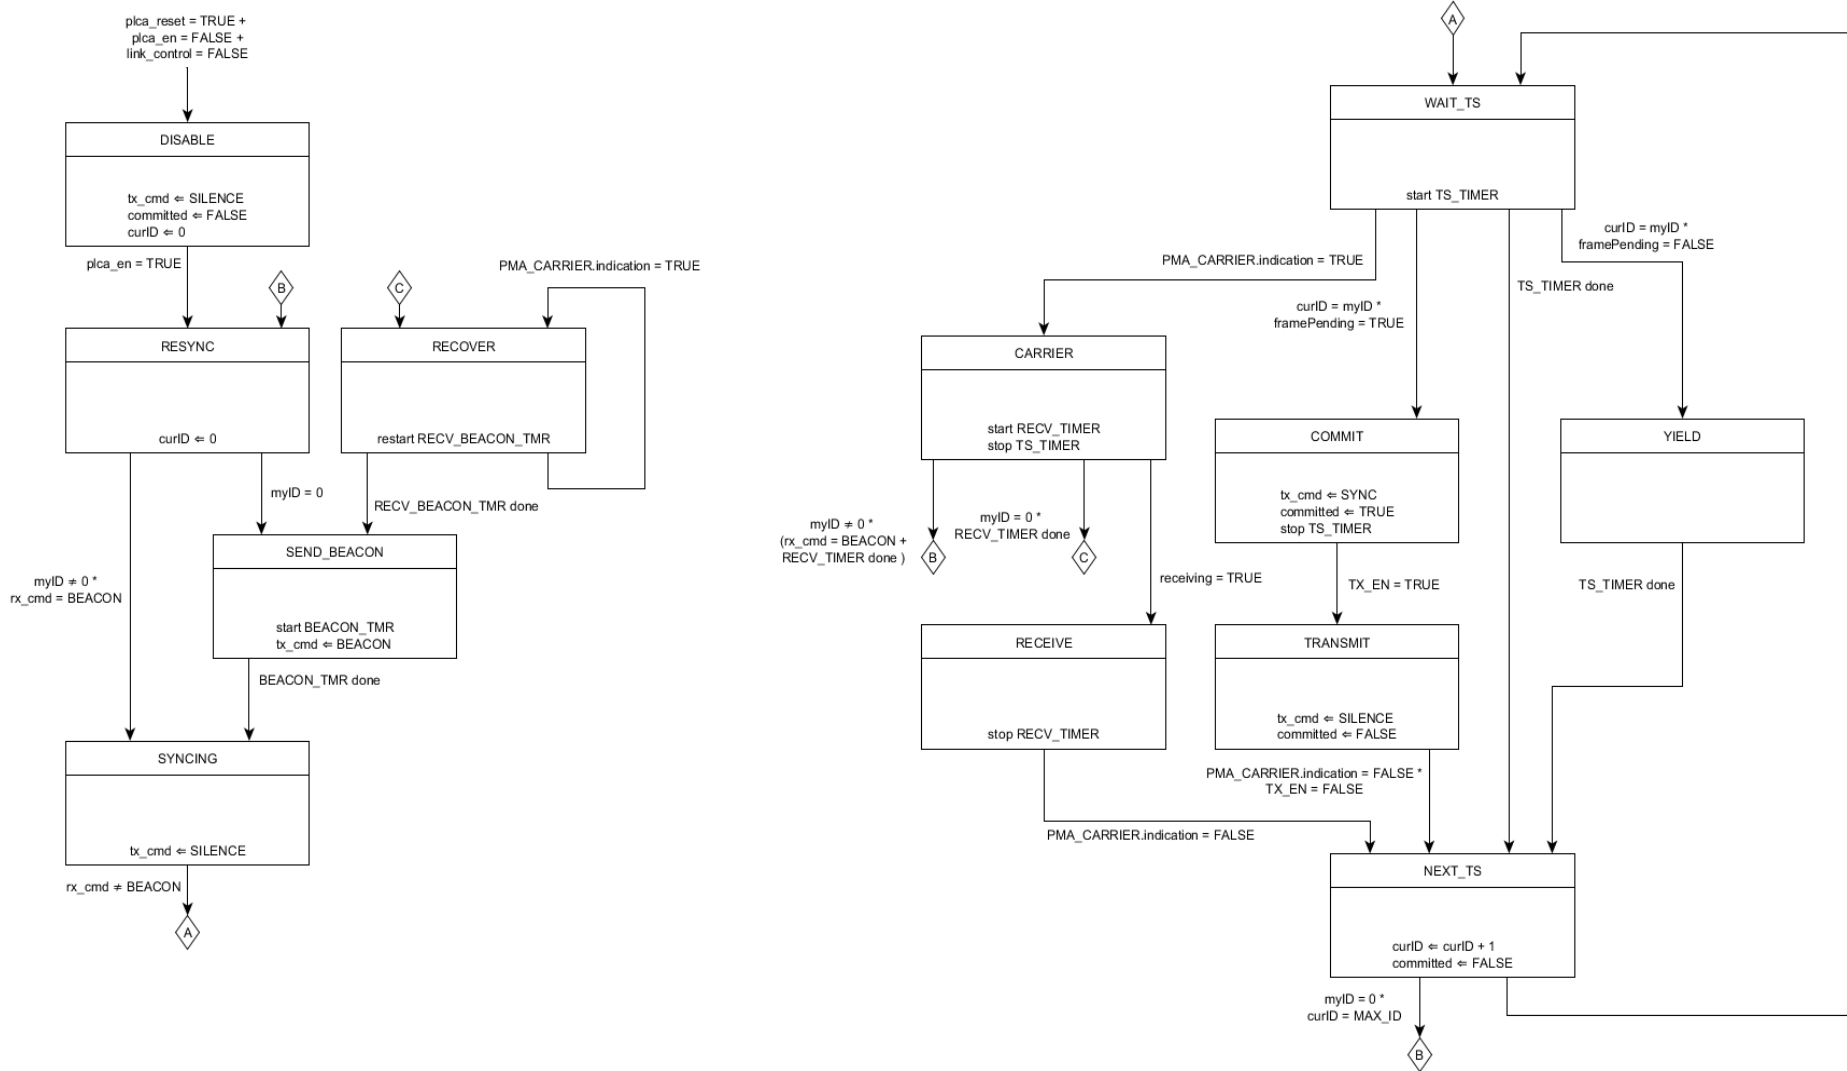 plca_reset = TRUE +
plca_en = FALSE +
link_control = FALSE
DISABLE
tx_cmd ⇐ SILENCE
committed ⇐ FALSE
curID ⇐ 0
plca_en = TRUE
B
C
PMA_CARRIER.indication = TRUE
RESYNC
curID ⇐ 0
RECOVER
restart RECV_BEACON_TMR
myID = 0
RECV_BEACON_TMR done
myID ≠ 0 *
rx_cmd = BEACON
SEND_BEACON
start BEACON_TMR
tx_cmd ⇐ BEACON
BEACON_TMR done
SYNCING
tx_cmd ⇐ SILENCE
rx_cmd ≠ BEACON
A
A
WAIT_TS
start TS_TIMER
PMA_CARRIER.indication = TRUE
curID = myID *
framePending = TRUE
TS_TIMER done
curID = myID *
framePending = FALSE
CARRIER
start RECV_TIMER
stop TS_TIMER
myID ≠ 0 *
(rx_cmd = BEACON +
RECV_TIMER done )
B
myID = 0 *
RECV_TIMER done
C
receiving = TRUE
COMMIT
tx_cmd ⇐ SYNC
committed ⇐ TRUE
stop TS_TIMER
TX_EN = TRUE
YIELD
TS_TIMER done
RECEIVE
stop RECV_TIMER
PMA_CARRIER.indication = FALSE
TRANSMIT
tx_cmd ⇐ SILENCE
committed ⇐ FALSE
PMA_CARRIER.indication = FALSE *
TX_EN = FALSE
NEXT_TS
curID ⇐ curID + 1
committed ⇐ FALSE
myID = 0 *
curID = MAX_ID
B